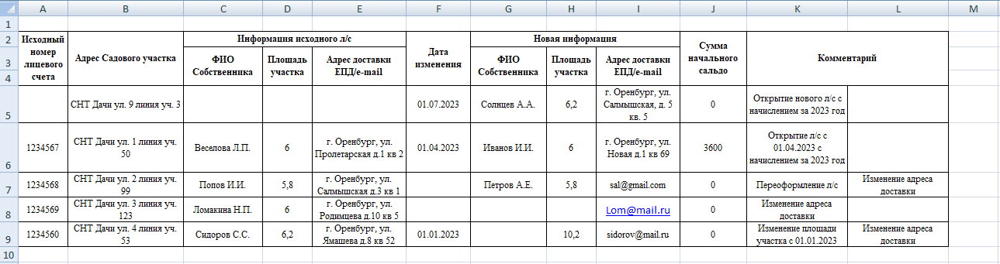 A B C D E F G H I J K L M
1
2
3
4
Исходный
номер
лицевого
счета
Адрес Садового участка
Информация исходного л/с
ФИО
Собственника
Площадь
участка
Адрес доставки
ЕПД/e-mail
Дата
изменения
Новая информация
ФИО
Собственника
Площадь
участка
Адрес доставки
ЕПД/e-mail
Сумма
начального
сальдо
Комментарий
5
СНТ Дачи ул. 9 линия уч. 3
01.07.2023
Солнцев А.А.
6,2
г. Оренбург, ул.
Салмышская, д. 5
кв. 5
0
Открытие нового л/с с
начислением за 2023 год
6
1234567
СНТ Дачи ул. 1 линия уч.
50
Веселова Л.П.
6
г. Оренбург, ул.
Пролетарская д.1 кв 2
01.04.2023
Иванов И.И.
6
г. Оренбург, ул.
Новая д.1 кв 69
3600
Открытие л/с с
01.04.2023 с
начислением за 2023 год
7
1234568
СНТ Дачи ул. 2 линия уч.
99
Попов И.И.
5,8
г. Оренбург, ул.
Салмышская д.3 кв 1
Петров А.Е.
5,8
sal@gmail.com
0
Переоформление л/с
Изменение адреса
доставки
8
1234569
СНТ Дачи ул. 3 линия уч.
123
Ломакина Н.П.
6
г. Оренбург, ул.
Родимцева д.10 кв 5
Lom@mail.ru
0
Изменение адреса
доставки
9
1234560
СНТ Дачи ул. 4 линия уч.
53
Сидоров С.С.
6,2
г. Оренбург, ул.
Ямашева д.8 кв 52
01.01.2023
10,2
sidorov@mail.ru
0
Изменение площади
участка с 01.01.2023
Изменение адреса
доставки
10